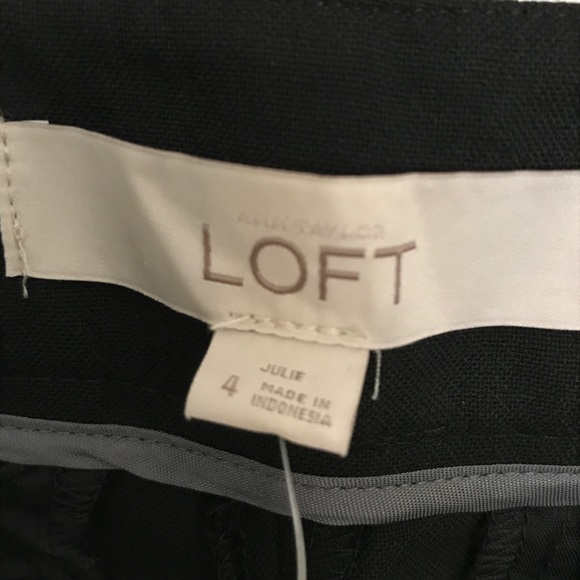 ANN TAYLOR
LOFT
JULIE
4 MADE IN
INDONESIA